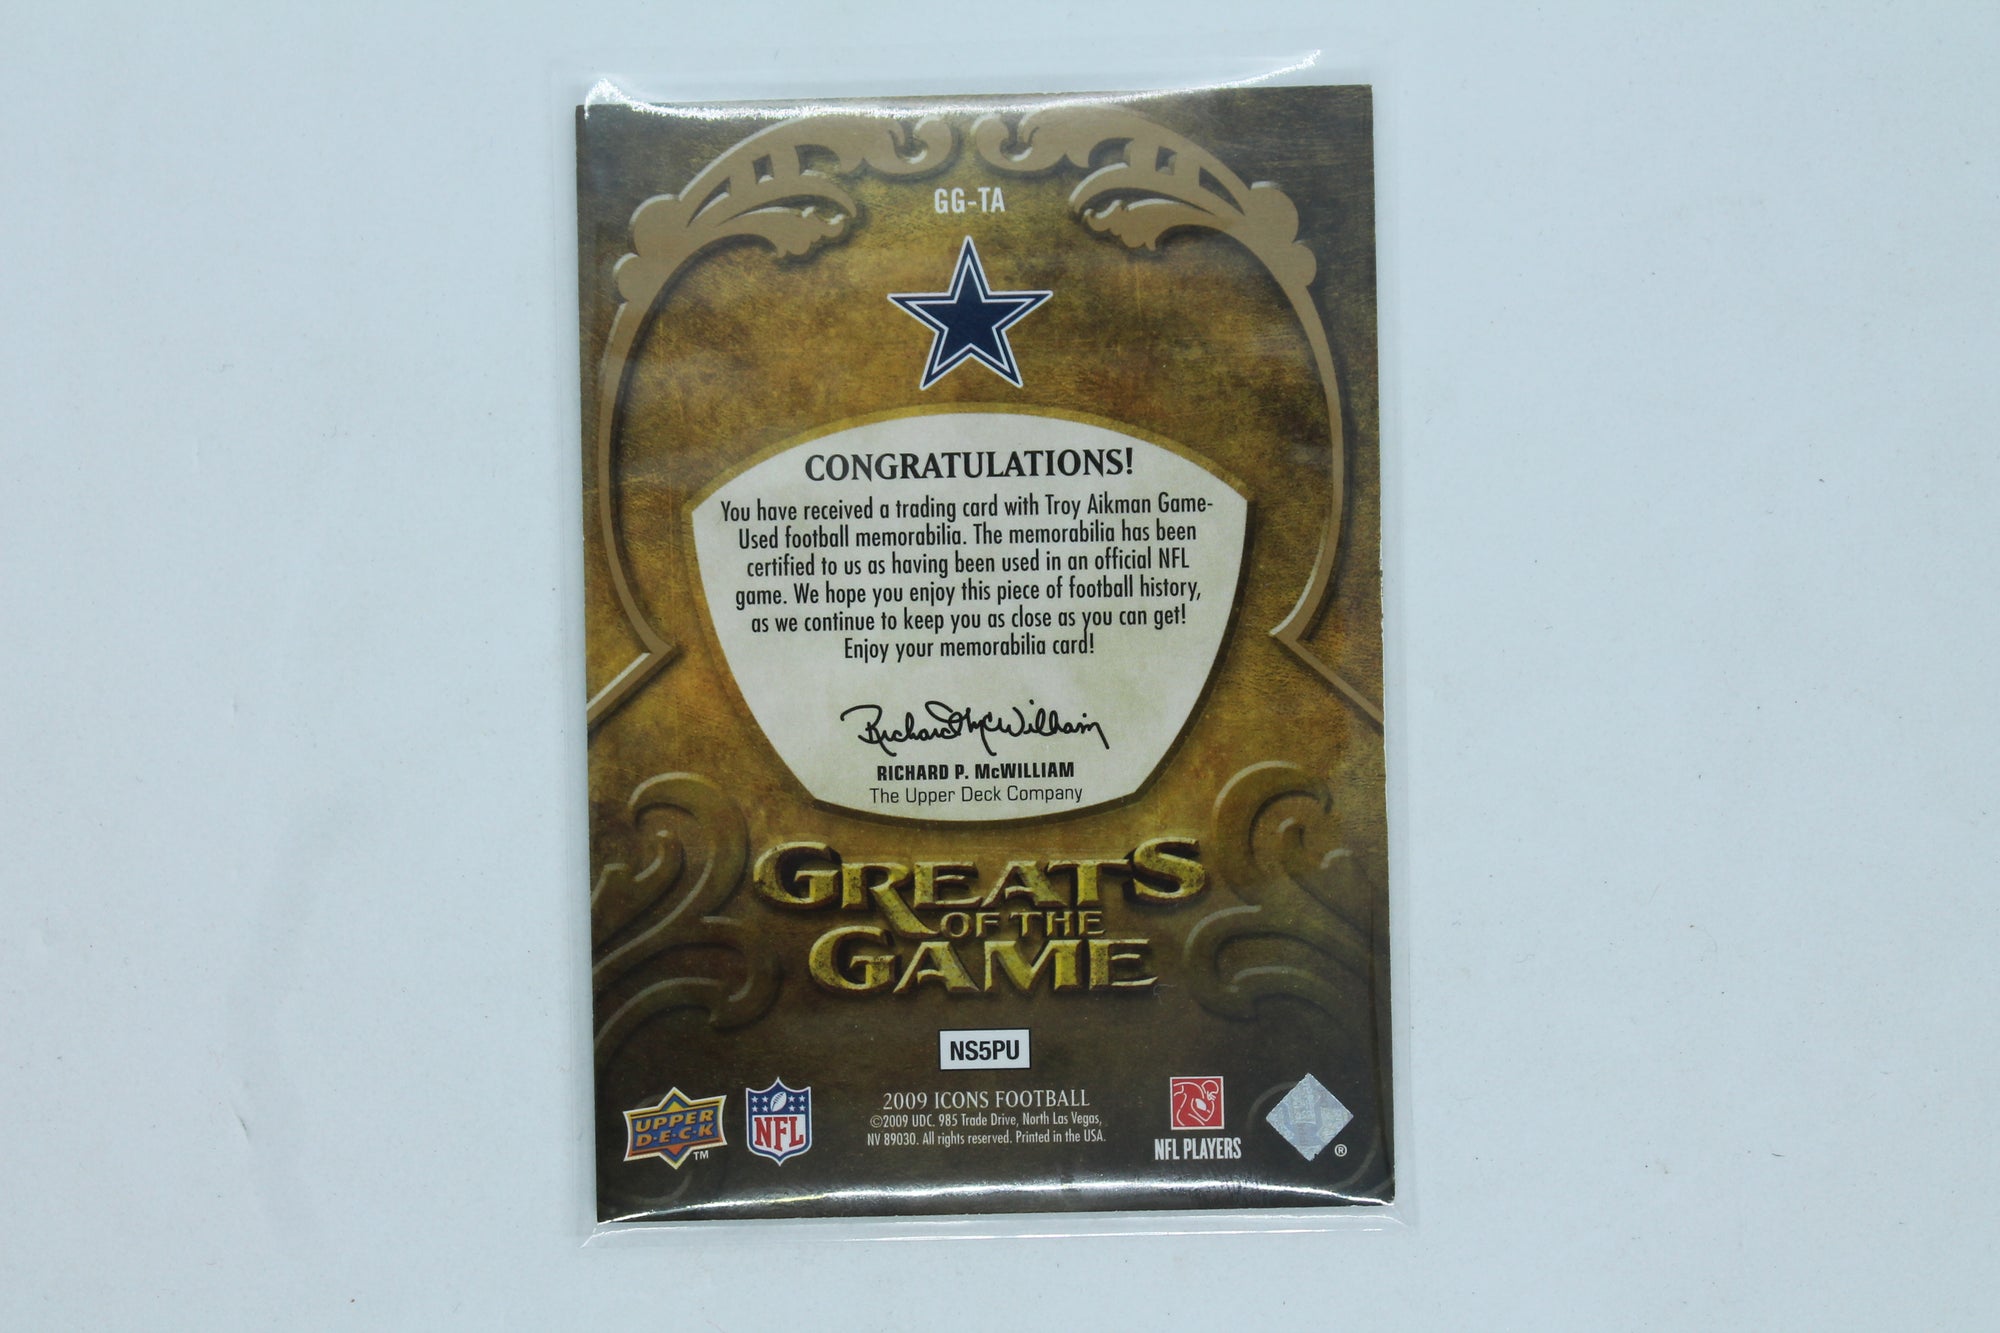 GG-TA
CONGRATULATIONS!
You have received a trading card with Troy Aikman Game-
Used football memorabilia. The memorabilia has been
certified to us as having been used in an official NFL
game. We hope you enjoy this piece of football history,
as we continue to keep you as close as you can get!
Enjoy your memorabilia card!
Richard McWilliam
RICHARD P. McWILLIAM
The Upper Deck Company
GREATS
OF THE
GAME
NS5PU
UPPER
D·E·C·K
TM
NFL
2009 ICONS FOOTBALL
©2009 UDC. 985 Trade Drive, North Las Vegas,
NV 89030. All rights reserved. Printed in the USA.
NFL PLAYERS
®